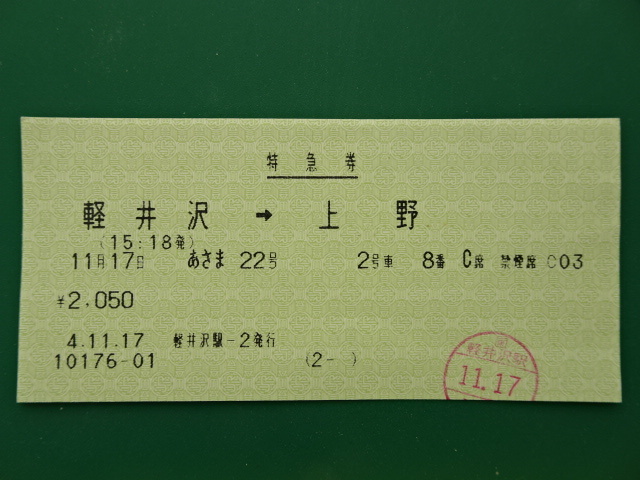 特急券
軽井沢 → 上野
(15:18発)
11月17日 あさま 22号 2号車 8番 C席 禁煙席 C03
¥2,050
4.11.17 軽井沢駅-2発行
10176-01 (2- )
軽井沢駅
11.17